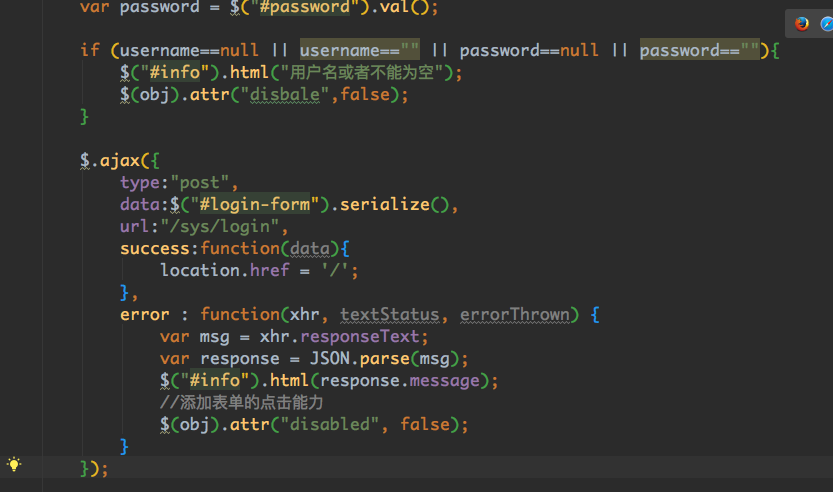 var password = $("#password").val();
if (username==null || username=="" || password==null || password==""){
$("#info").html("用户名或者不能为空");
$(obj).attr("disbale",false);
}
$.ajax({
type:"post",
data:$("#login-form").serialize(),
url:"/sys/login",
success:function(data){
location.href = '/';
},
error : function(xhr, textStatus, errorThrown) {
var msg = xhr.responseText;
var response = JSON.parse(msg);
$("#info").html(response.message);
//添加表单的点击能力
$(obj).attr("disabled", false);
}
});